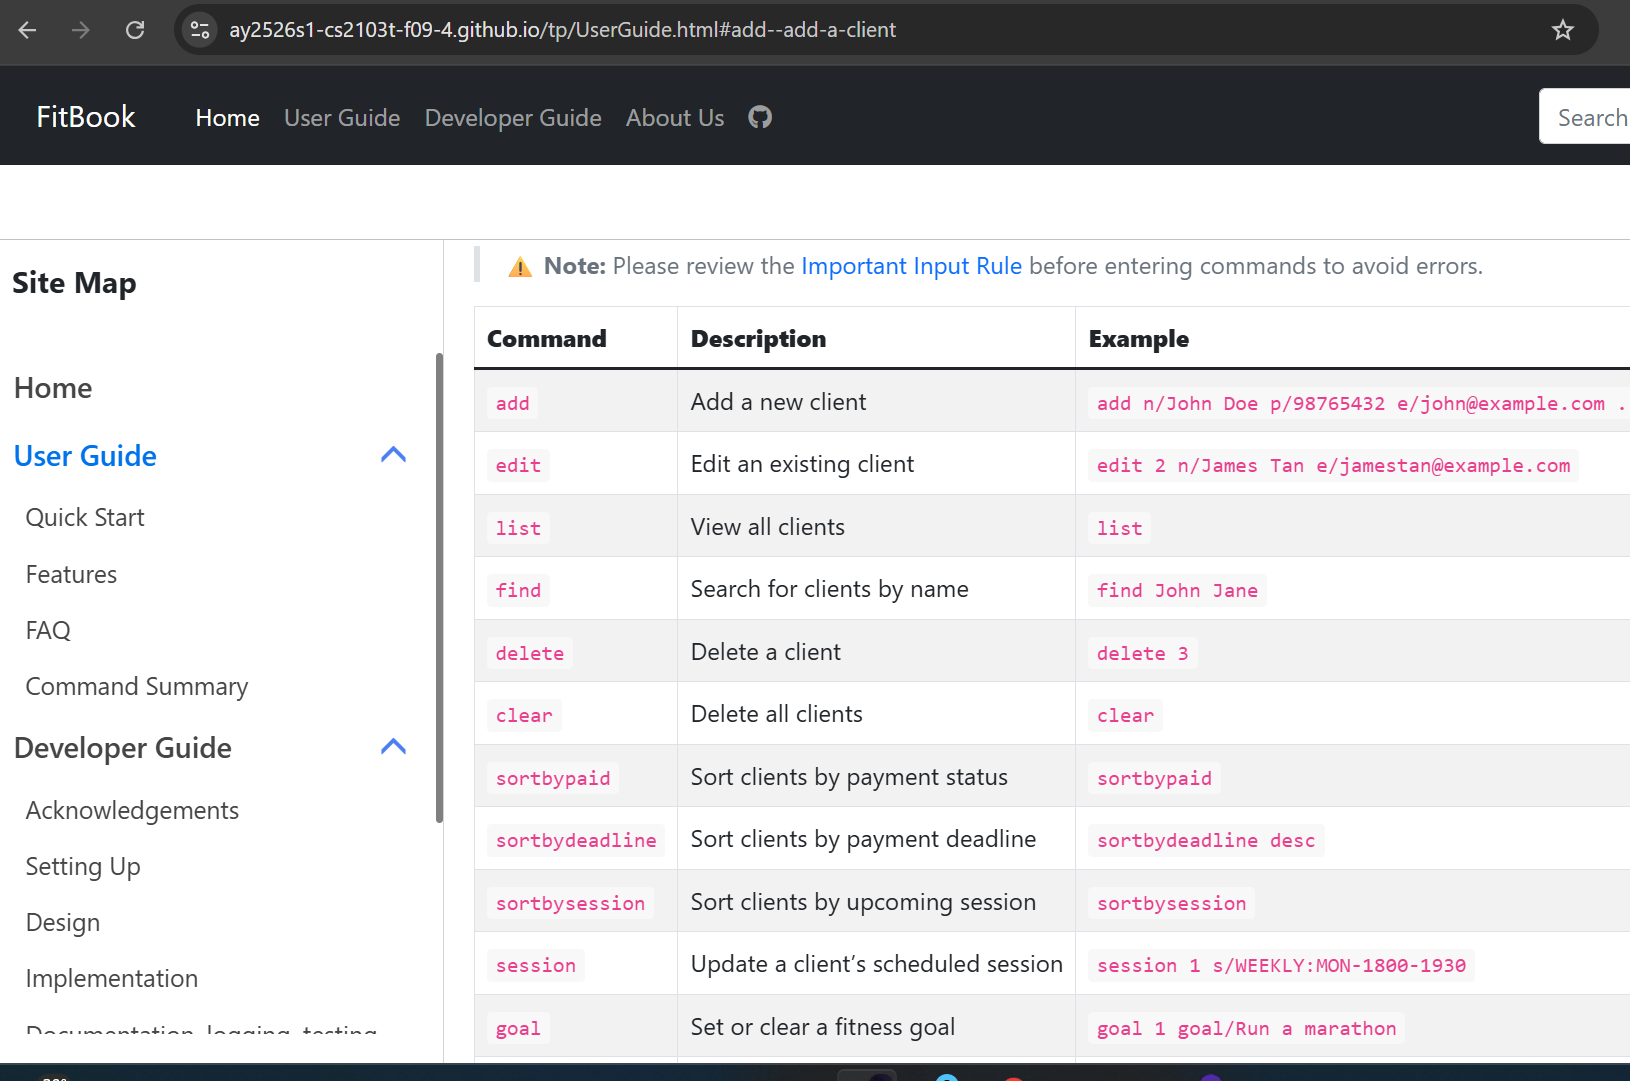 ay2526s1-cs2103t-f09-4.github.io/tp/UserGuide.html#add--add-a-client
FitBook Home User Guide Developer Guide About Us Search
Site Map
Home
User Guide
Quick Start
Features
FAQ
Command Summary
Developer Guide
Acknowledgements
Setting Up
Design
Implementation
Documentation, logging, testing,
Note: Please review the Important Input Rule before entering commands to avoid errors.
Command Description Example
add Add a new client add n/John Doe p/98765432 e/john@example.com .
edit Edit an existing client edit 2 n/James Tan e/jamestan@example.com
list View all clients list
find Search for clients by name find John Jane
delete Delete a client delete 3
clear Delete all clients clear
sortbypaid Sort clients by payment status sortbypaid
sortbydeadline Sort clients by payment deadline sortbydeadline desc
sortbysession Sort clients by upcoming session sortbysession
session Update a client’s scheduled session session 1 s/WEEKLY:MON-1800-1930
goal Set or clear a fitness goal goal 1 goal/Run a marathon